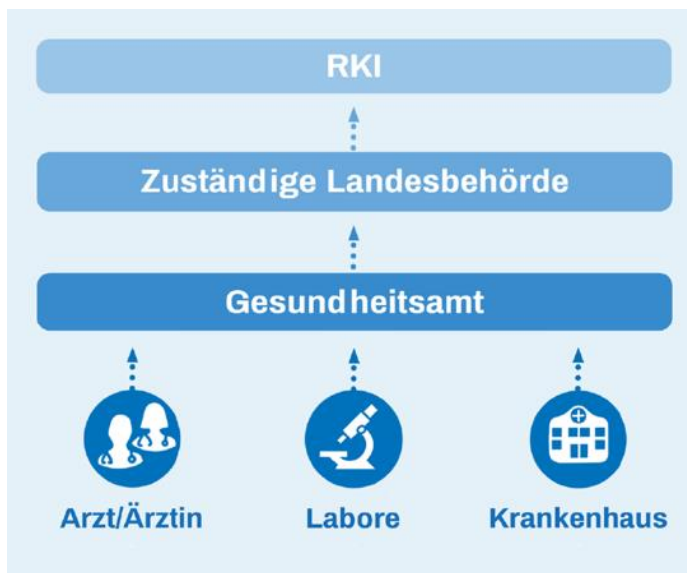 RKI
Zuständige Landesbehörde
Gesundheitsamt
Arzt/Ärztin
Labore
Krankenhaus